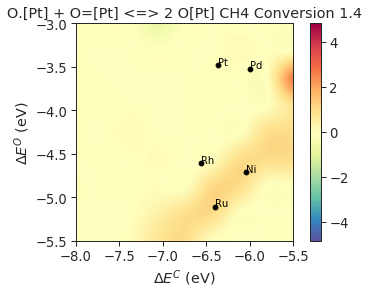 O.[Pt] + O=[Pt] <=> 2 O[Pt] CH4 Conversion 1.4
−3.0
−3.5
−4.0
−4.5
−5.0
−5.5
ΔE^O (eV)
Pt
Pd
Rh
Ni
Ru
−8.0 −7.5 −7.0 −6.5 −6.0 −5.5
ΔE^C (eV)
4
2
0
−2
−4